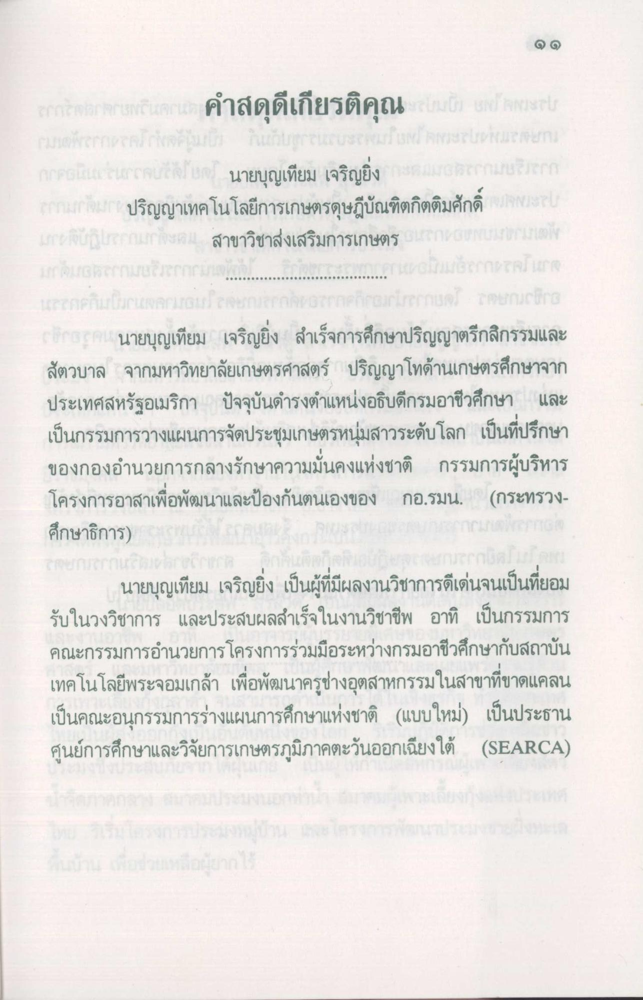 ๑๑
คำสดุดีเกียรติคุณ
นายบุญเทียม เจริญยิ่ง
ปริญญาเทคโนโลยีการเกษตรดุษฎีบัณฑิตกิตติมศักดิ์
สาขาวิชาส่งเสริมการเกษตร
......................................
นายบุญเทียม เจริญยิ่ง สำเร็จการศึกษาปริญญาตรีกสิกรรมและ
สัตวบาล จากมหาวิทยาลัยเกษตรศาสตร์ ปริญญาโทด้านเกษตรศึกษาจาก
ประเทศสหรัฐอเมริกา ปัจจุบันดำรงตำแหน่งอธิบดีกรมอาชีวศึกษา และ
เป็นกรรมการวางแผนการจัดประชุมเกษตรหนุ่มสาวระดับโลก เป็นที่ปรึกษา
ของกองอำนวยการกลางรักษาความมั่นคงแห่งชาติ กรรมการผู้บริหาร
โครงการอาสาเพื่อพัฒนาและป้องกันตนเองของ กอ.รมน. (กระทรวง-
ศึกษาธิการ)
นายบุญเทียม เจริญยิ่ง เป็นผู้ที่มีผลงานวิชาการดีเด่นจนเป็นที่ยอม
รับในวงวิชาการ และประสบผลสำเร็จในงานวิชาชีพ อาทิ เป็นกรรมการ
คณะกรรมการอำนวยการโครงการร่วมมือระหว่างกรมอาชีวศึกษากับสถาบัน
เทคโนโลยีพระจอมเกล้า เพื่อพัฒนาครูช่างอุตสาหกรรมในสาขาที่ขาดแคลน
เป็นคณะอนุกรรมการร่างแผนการศึกษาแห่งชาติ (แบบใหม่) เป็นประธาน
ศูนย์การศึกษาและวิจัยการเกษตรภูมิภาคตะวันออกเฉียงใต้ (SEARCA)